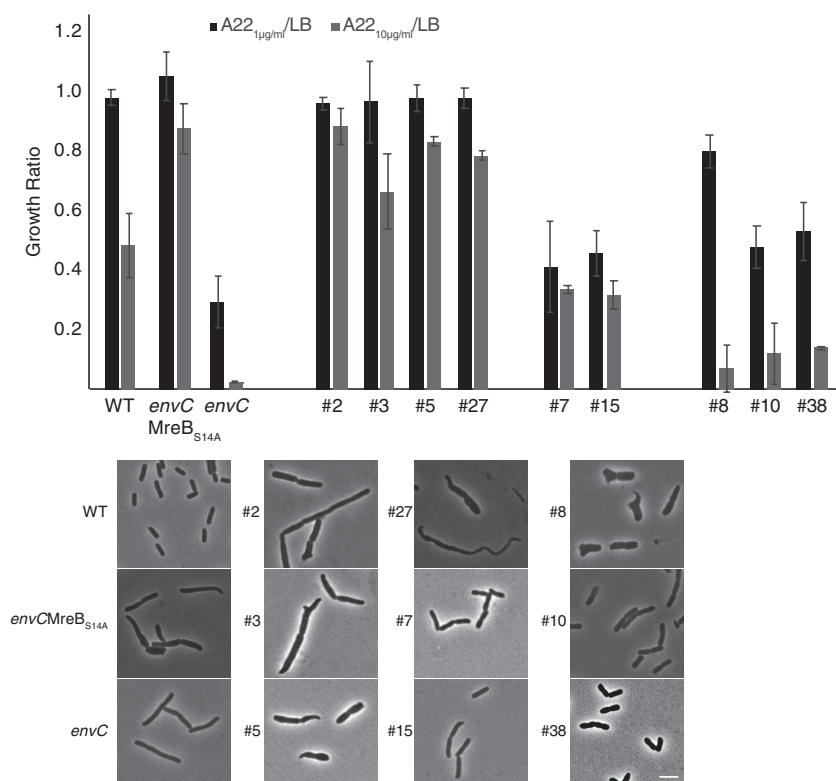 1.2
■ A22₁µg/ml/LB ■ A22₁₀µg/ml/LB
1.0
0.8
0.6
0.4
0.2
Growth Ratio
WT envC envC #2 #3 #5 #27 #7 #15 #8 #10 #38
MreB_S14A
WT #2 #27 #8
envCMreB_S14A #3 #7 #10
envC #5 #15 #38